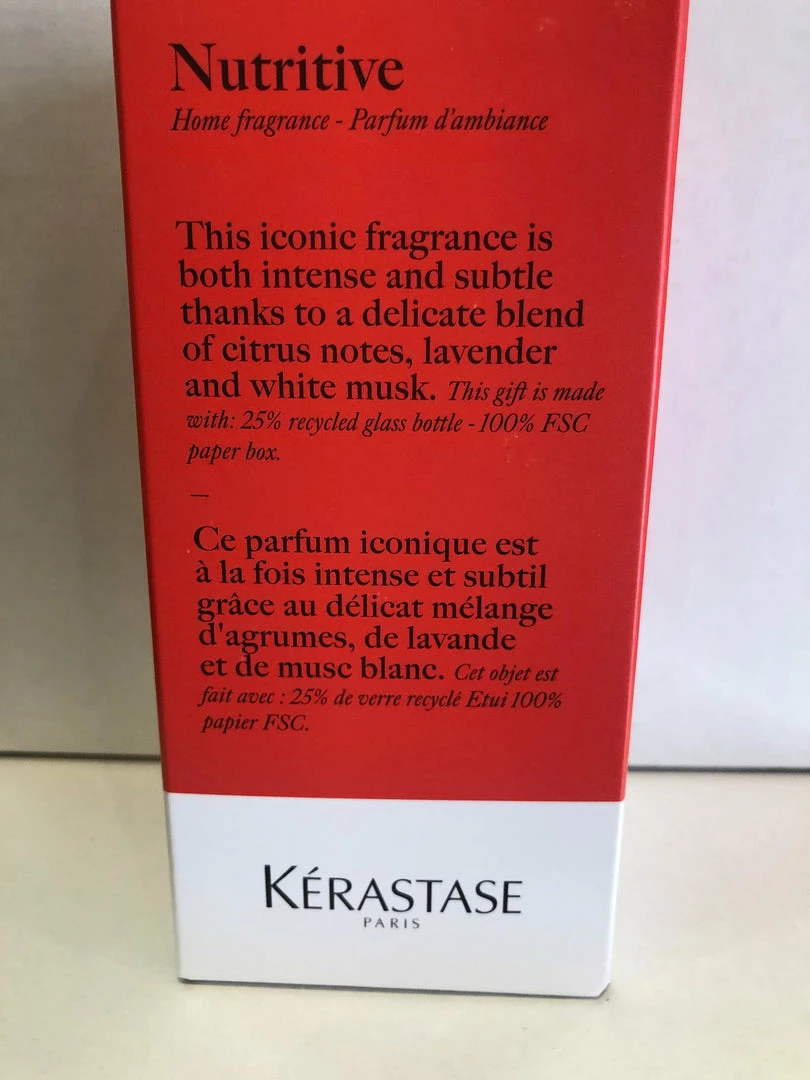 Nutritive
Home fragrance - Parfum d'ambiance
This iconic fragrance is
both intense and subtle
thanks to a delicate blend
of citrus notes, lavender
and white musk. This gift is made
with: 25% recycled glass bottle - 100% FSC
paper box.
—
Ce parfum iconique est
à la fois intense et subtil
grâce au délicat mélange
d'agrumes, de lavande
et de musc blanc. Cet objet est
fait avec : 25% de verre recyclé Etui 100%
papier FSC.
KÉRASTASE
PARIS